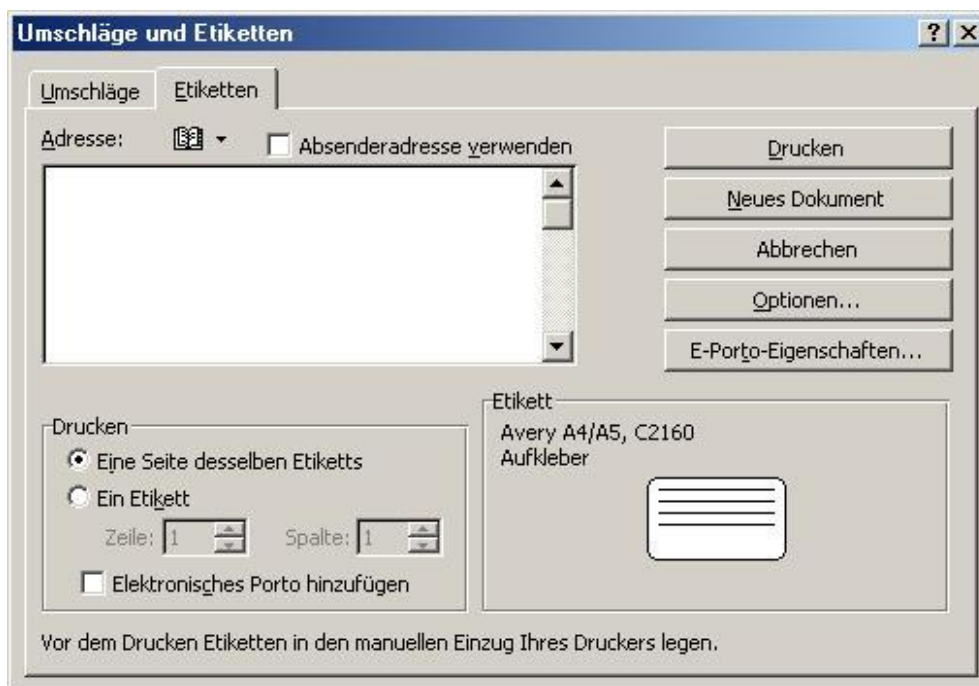 Umschläge und Etiketten
Umschläge Etiketten
Adresse: Absenderadresse verwenden
Drucken
Neues Dokument
Abbrechen
Optionen...
E-Porto-Eigenschaften...
Drucken
Eine Seite desselben Etiketts
Ein Etikett
Zeile: 1 Spalte: 1
Elektronisches Porto hinzufügen
Etikett
Avery A4/A5, C2160
Aufkleber
Vor dem Drucken Etiketten in den manuellen Einzug Ihres Druckers legen.